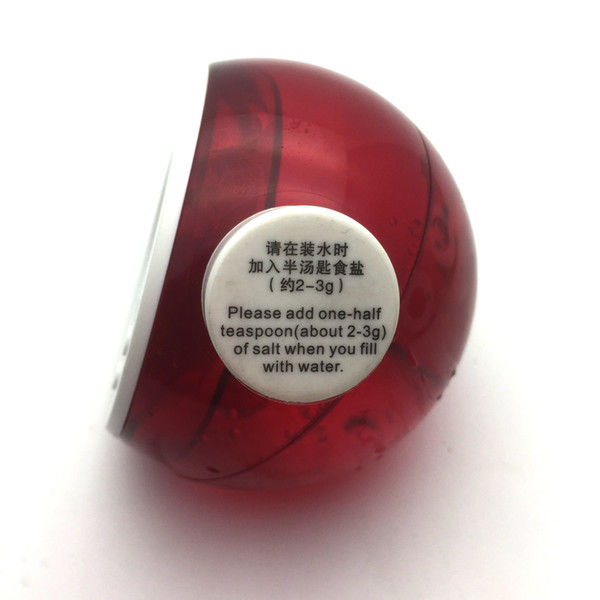 请在装水时
加入半汤匙食盐
（约2-3g）
Please add one-half
teaspoon(about 2-3g)
of salt when you fill
with water.